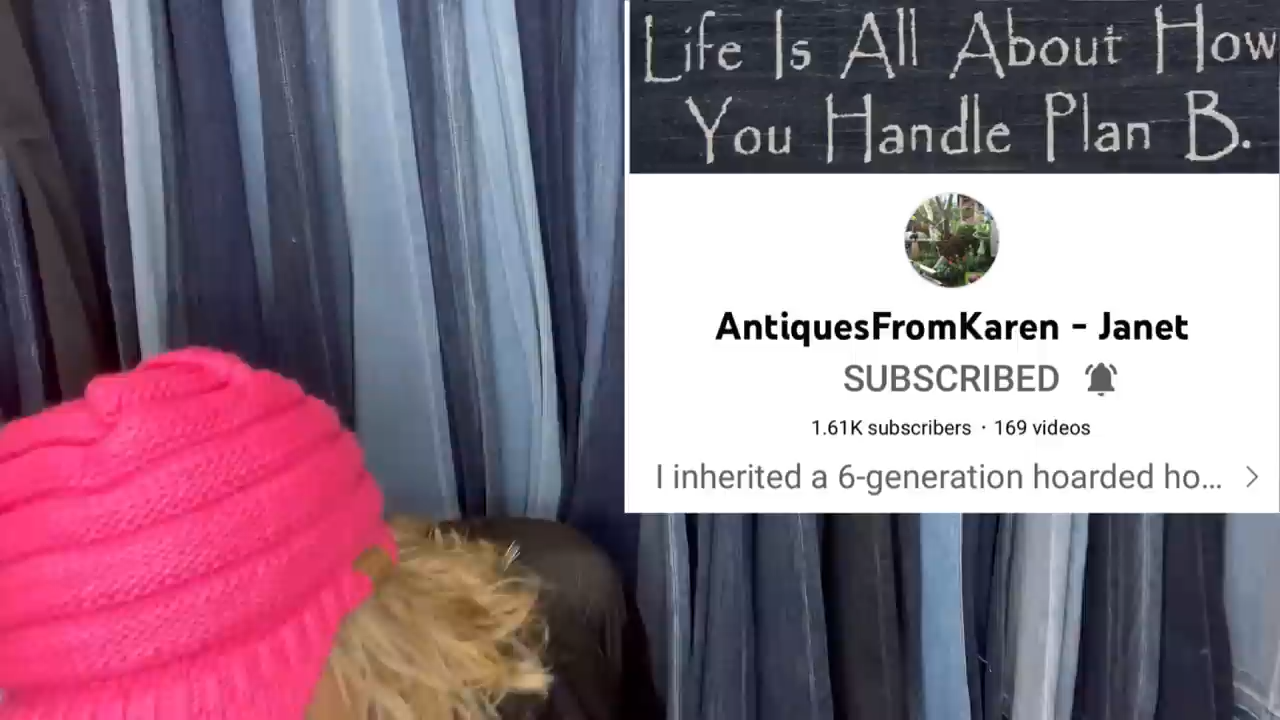 Life Is All About How
You Handle Plan B.
AntiquesFromKaren - Janet
SUBSCRIBED
1.61K subscribers · 169 videos
I inherited a 6-generation hoarded ho...